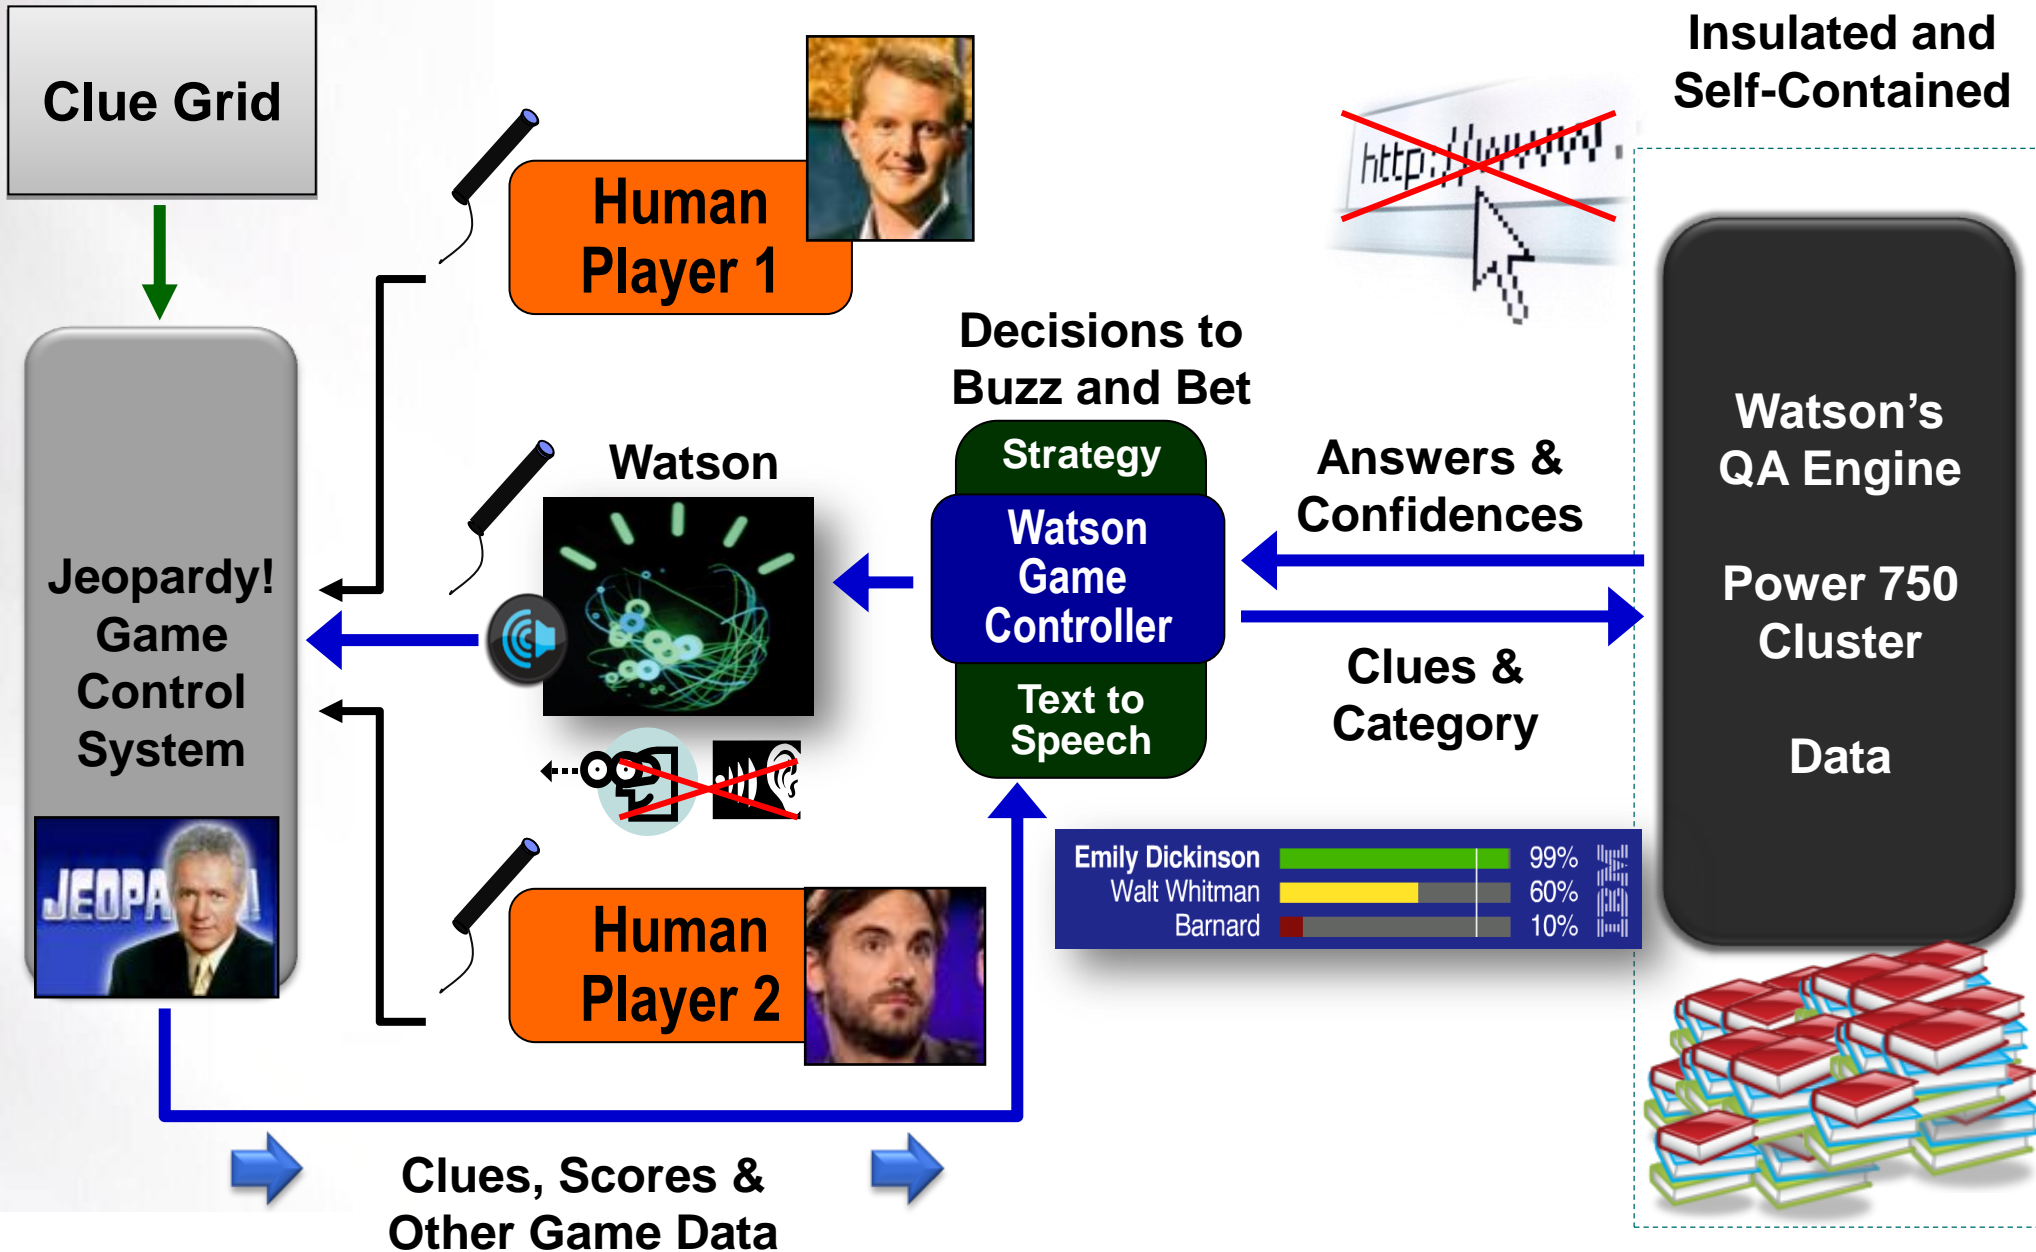 Clue Grid
Insulated and
Self-Contained
http://www.
Human
Player 1
Decisions to
Buzz and Bet
Watson
Strategy
Watson
Game
Controller
Text to
Speech
Answers &
Confidences
Clues &
Category
Watson’s
QA Engine
Power 750
Cluster
Data
Jeopardy!
Game
Control
System
JEOPA
!
Emily Dickinson 99%
Walt Whitman 60%
Barnard 10%
IBM
Human
Player 2
Clues, Scores &
Other Game Data